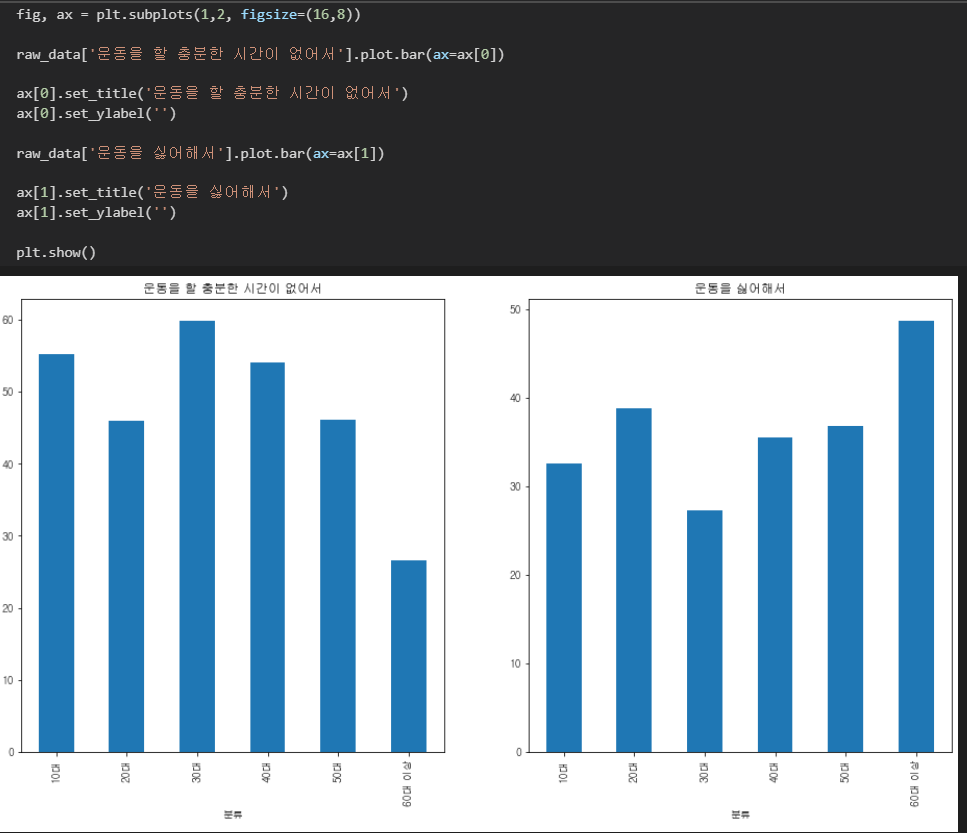 fig, ax = plt.subplots(1,2, figsize=(16,8))
raw_data['운동을 할 충분한 시간이 없어서'].plot.bar(ax=ax[0])
ax[0].set_title('운동을 할 충분한 시간이 없어서')
ax[0].set_ylabel('')
raw_data['운동을 싫어해서'].plot.bar(ax=ax[1])
ax[1].set_title('운동을 싫어해서')
ax[1].set_ylabel('')
plt.show()
운동을 할 충분한 시간이 없어서
60
50
40
30
20
10
0
10대
20대
30대
40대
50대
60대 이상
분류
운동을 싫어해서
50
40
30
20
10
0
10대
20대
30대
40대
50대
60대 이상
분류